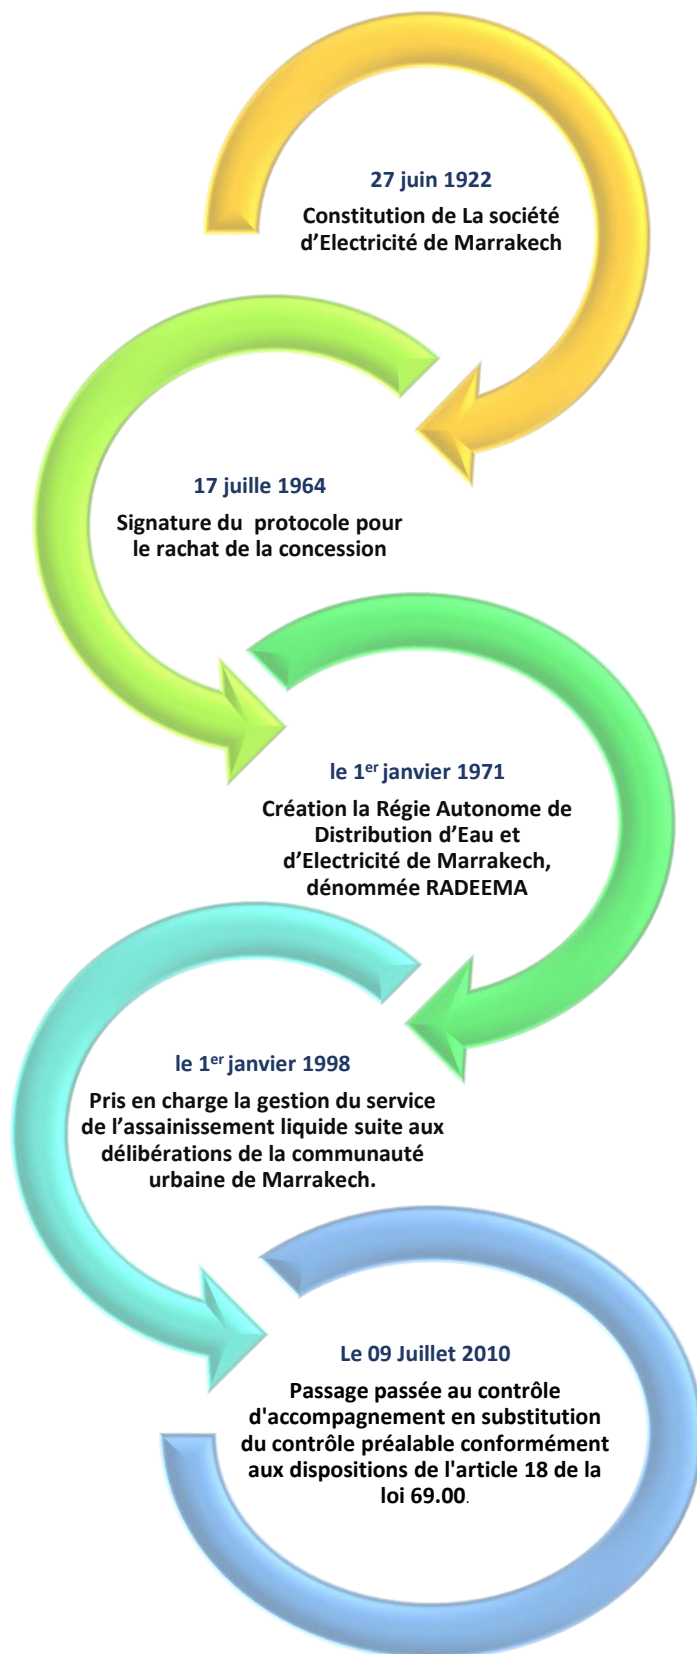 27 juin 1922
Constitution de La société
d’Electricité de Marrakech
17 juille 1964
Signature du protocole pour
le rachat de la concession
le 1er janvier 1971
Création la Régie Autonome de
Distribution d’Eau et
d’Electricité de Marrakech,
dénommée RADEEMA
le 1er janvier 1998
Pris en charge la gestion du service
de l’assainissement liquide suite aux
délibérations de la communauté
urbaine de Marrakech.
Le 09 Juillet 2010
Passage passée au contrôle
d'accompagnement en substitution
du contrôle préalable conformément
aux dispositions de l'article 18 de la
loi 69.00.